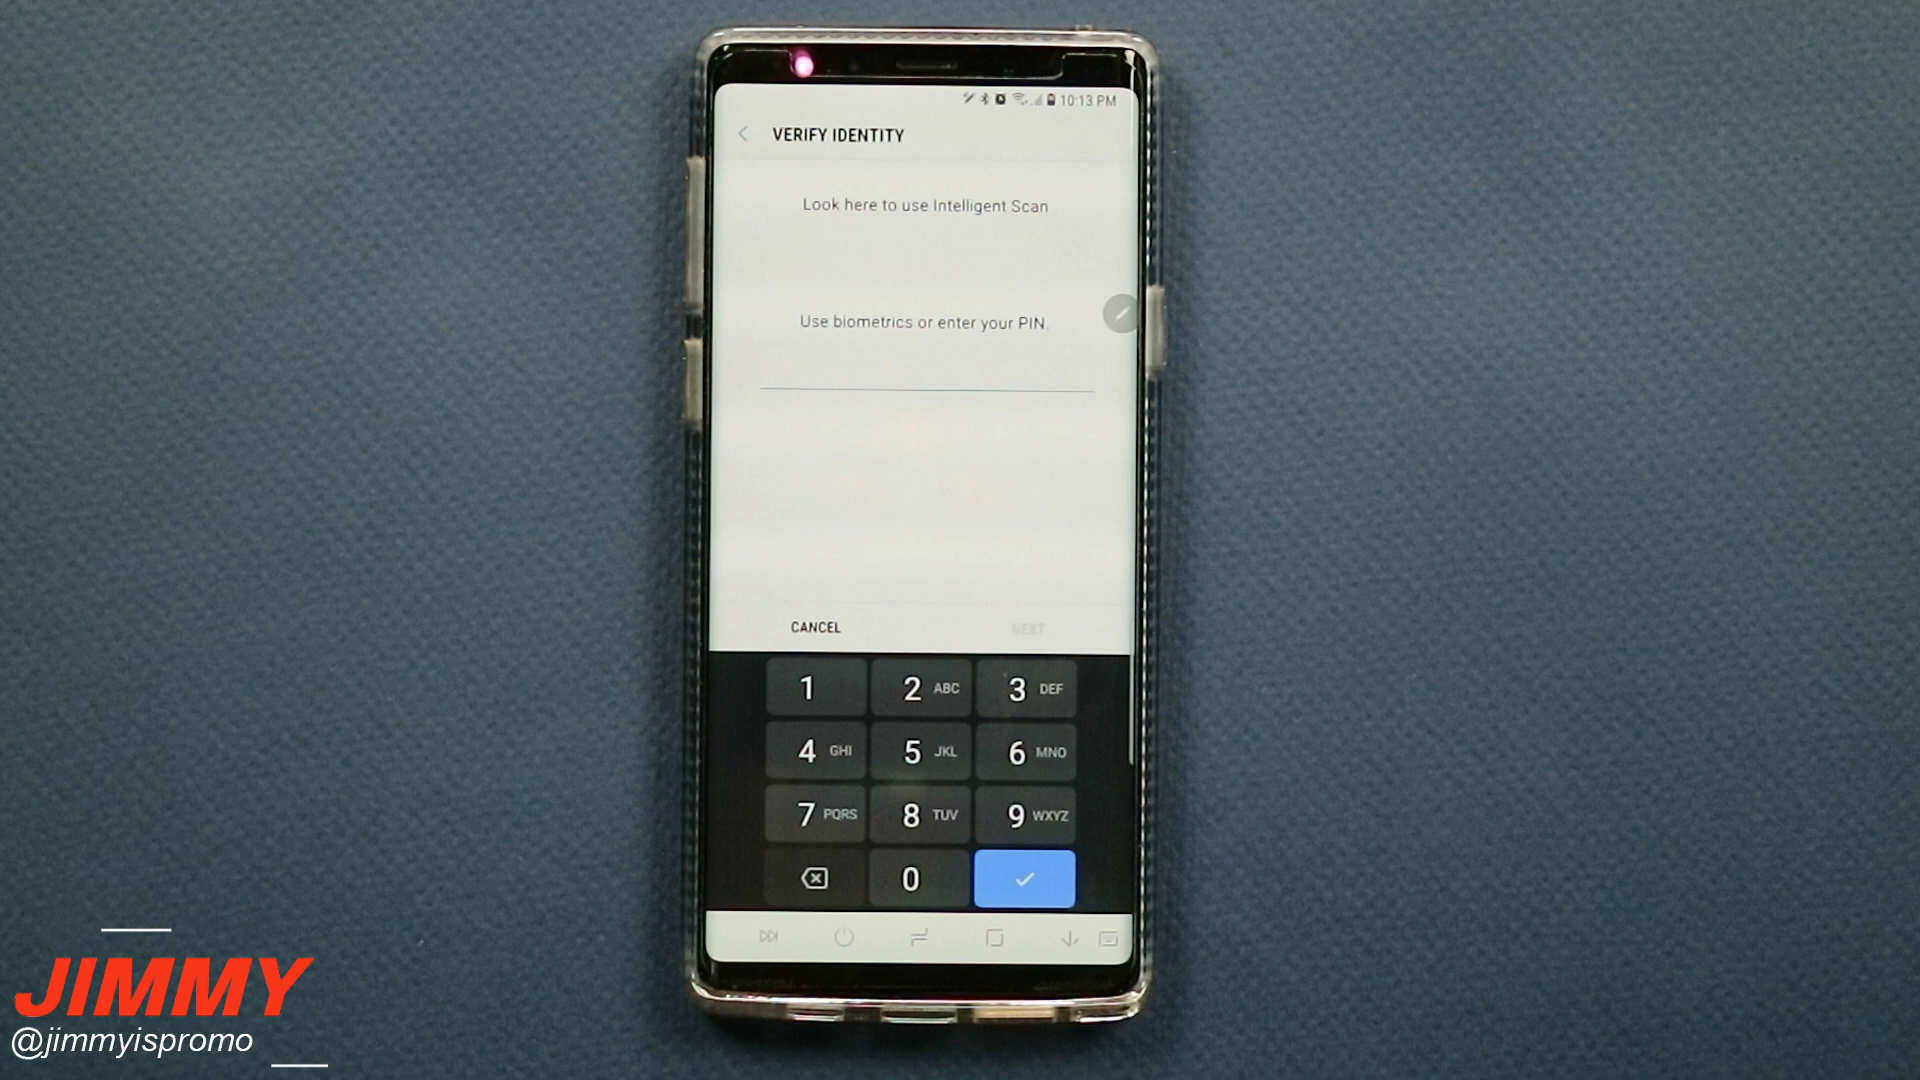 10:13 PM
VERIFY IDENTITY
Look here to use Intelligent Scan
Use biometrics or enter your PIN.
CANCEL NEXT
1 2 ABC 3 DEF
4 GHI 5 JKL 6 MNO
7 PQRS 8 TUV 9 WXYZ
0
JIMMY
@jimmyispromo